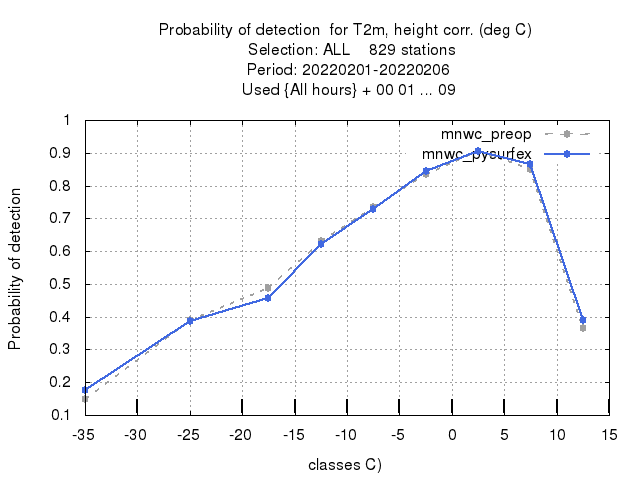 Probability of detection  for T2m, height corr. (deg C)
Selection: ALL    829 stations
Period: 20220201-20220206
Used {All hours} + 00 01 ... 09
mnwc_preop
mnwc_pysurfex
1
0.9
0.8
0.7
0.6
0.5
0.4
0.3
0.2
0.1
Probability of detection
-35 -30 -25 -20 -15 -10 -5 0 5 10 15
classes C)